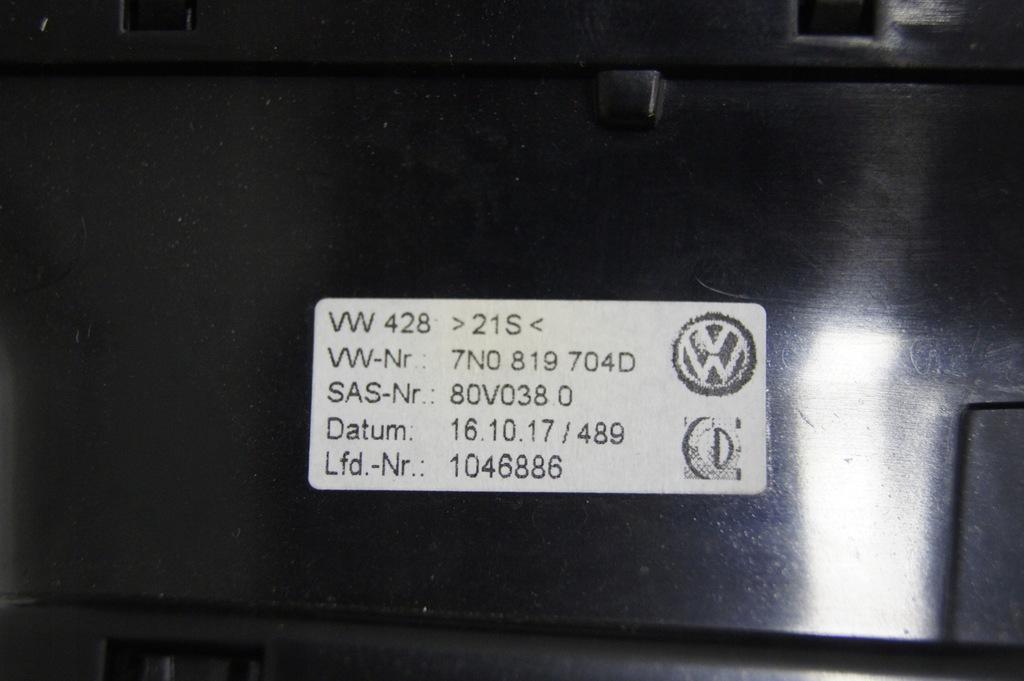 VW 428 >21S<
VW-Nr.: 7N0 819 704D
SAS-Nr.: 80V038.0
Datum: 16.10.17 / 489
Lfd.-Nr.: 1046886